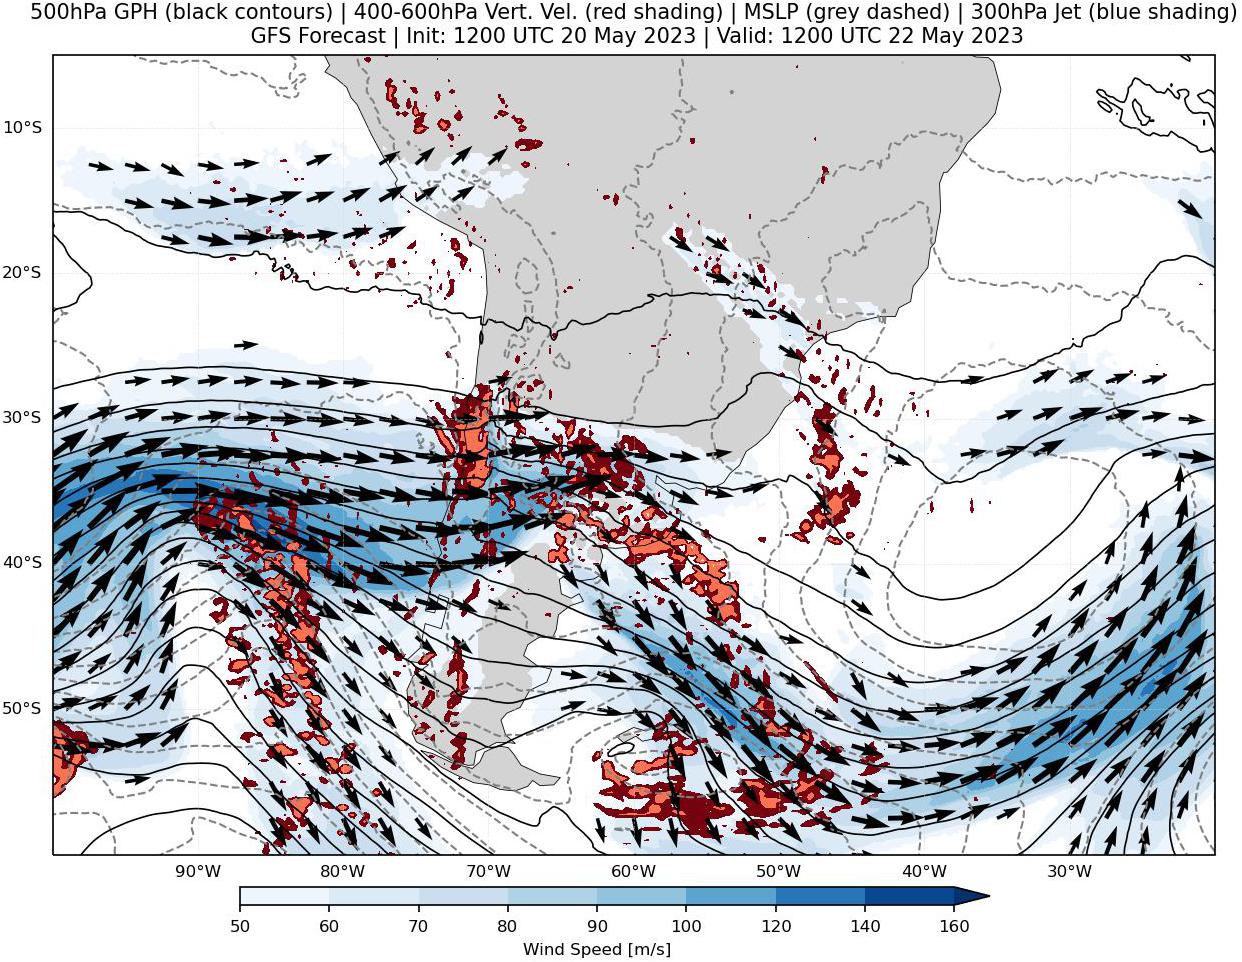 500hPa GPH (black contours) | 400-600hPa Vert. Vel. (red shading) | MSLP (grey dashed) | 300hPa Jet (blue shading)
GFS Forecast | Init: 1200 UTC 20 May 2023 | Valid: 1200 UTC 22 May 2023
10°S
20°S
30°S
40°S
50°S
90°W 80°W 70°W 60°W 50°W 40°W 30°W
50 60 70 80 90 100 120 140 160
Wind Speed [m/s]